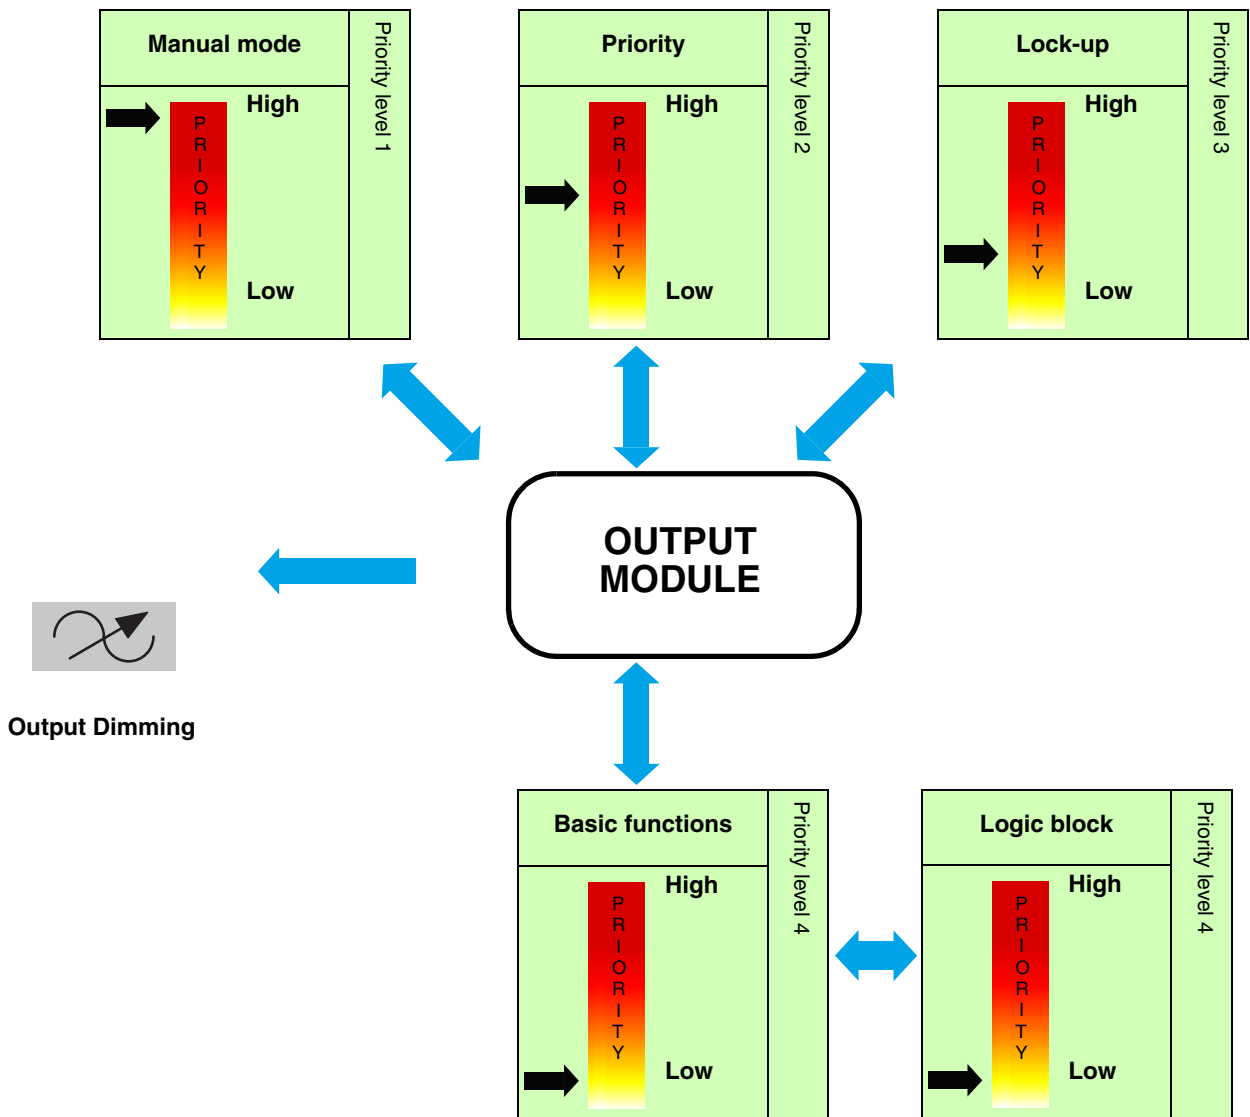 Manual mode
Priority level 1
High
PRIORITY
Low
Priority
Priority level 2
High
PRIORITY
Low
Lock-up
Priority level 3
High
PRIORITY
Low
OUTPUT
MODULE
Output Dimming
Basic functions
Priority level 4
High
PRIORITY
Low
Logic block
Priority level 4
High
PRIORITY
Low